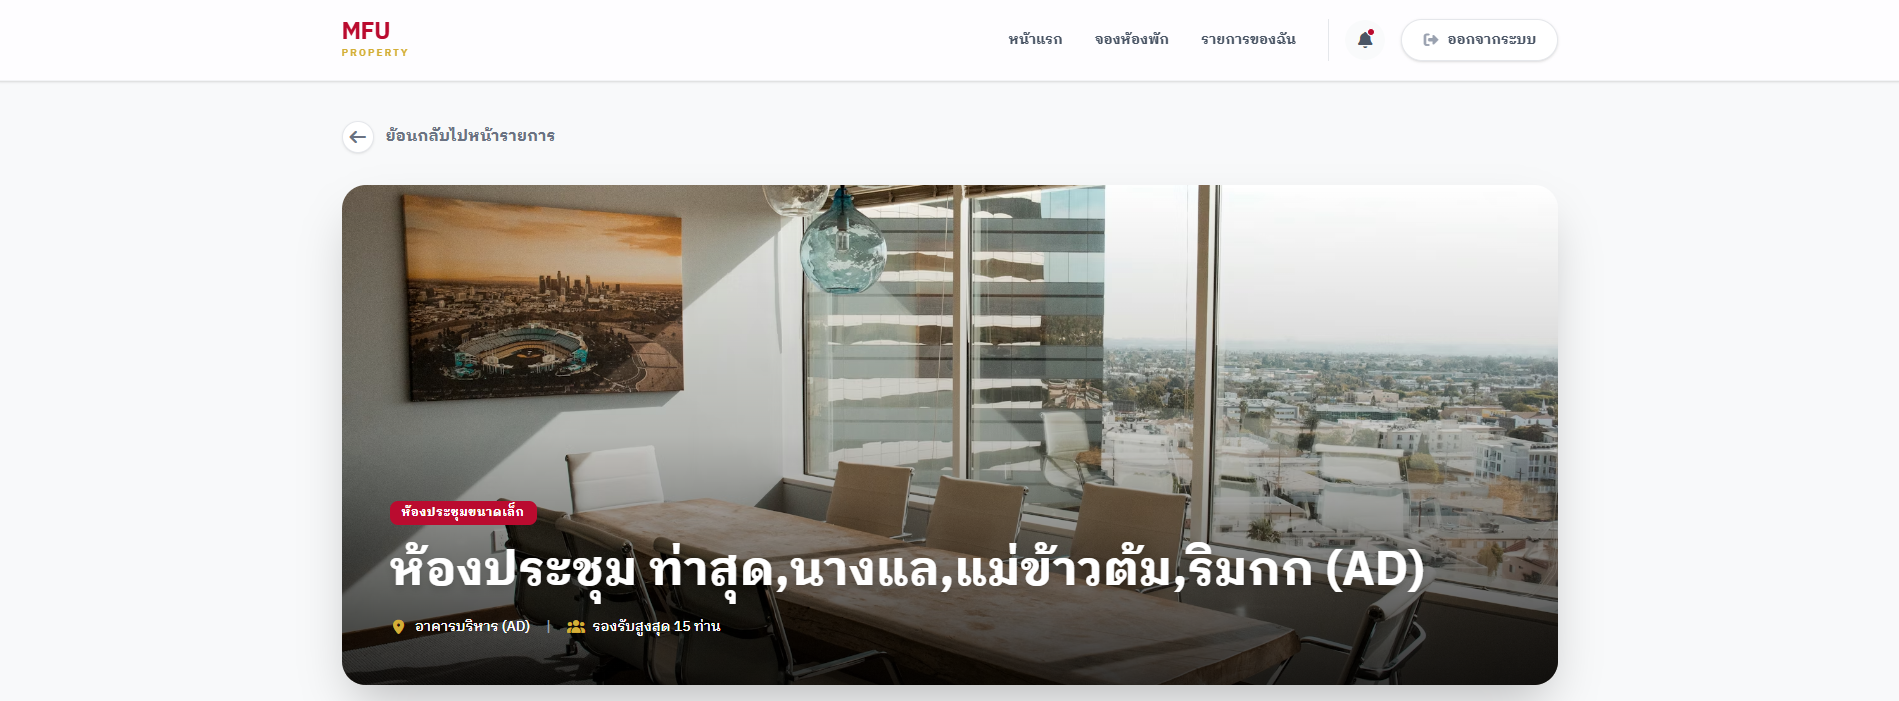 MFU
PROPERTY
หน้าแรก
จองห้องพัก
รายการของฉัน
ออกจากระบบ
ย้อนกลับไปหน้ารายการ
ห้องประชุมขนาดเล็ก
ห้องประชุม ท่าสุด,นางแล,แม่ข้าวต้ม,ริมกก (AD)
อาคารบริหาร (AD) | รองรับสูงสุด 15 ท่าน